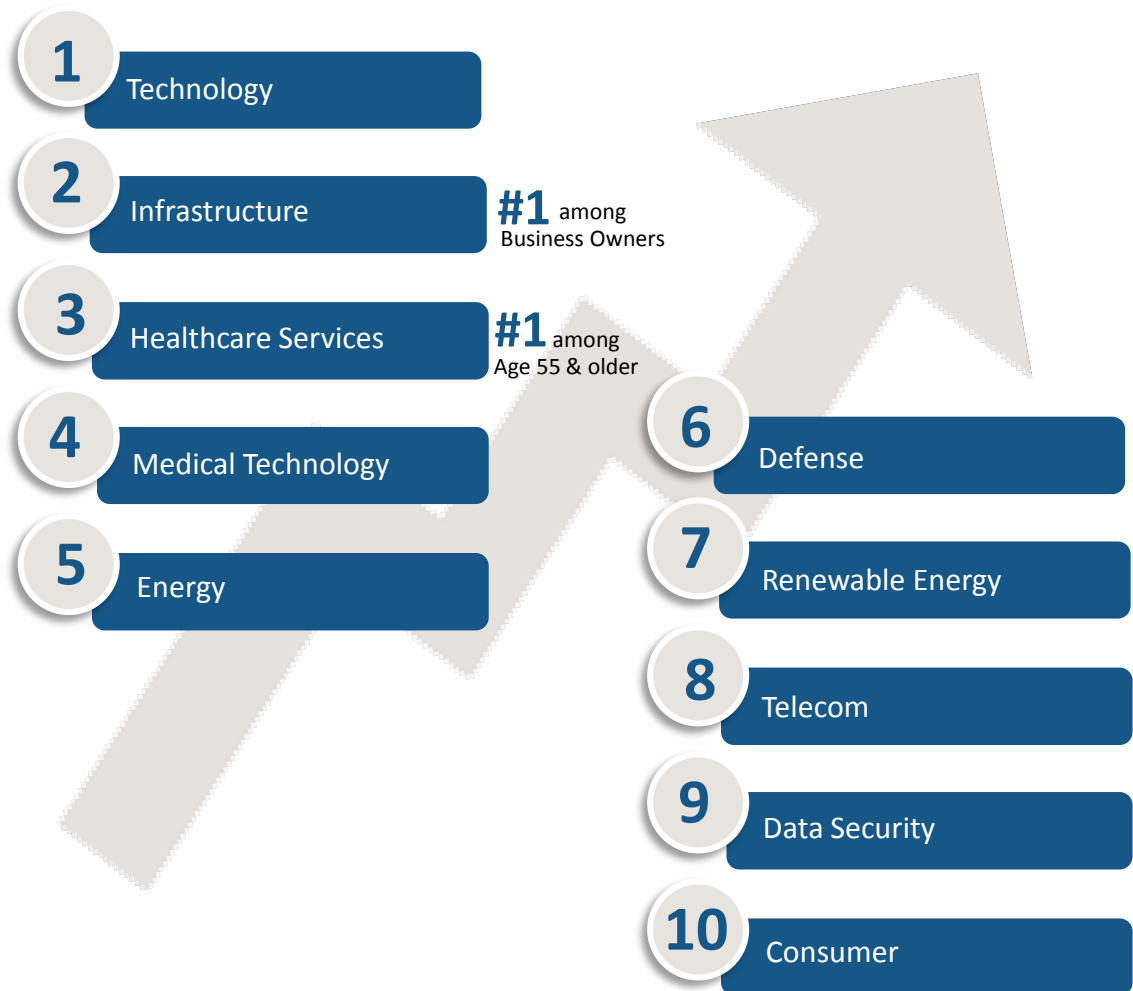 1
Technology
2
Infrastructure
#1 among
Business Owners
3
Healthcare Services
#1 among
Age 55 & older
4
Medical Technology
5
Energy
6
Defense
7
Renewable Energy
8
Telecom
9
Data Security
10
Consumer